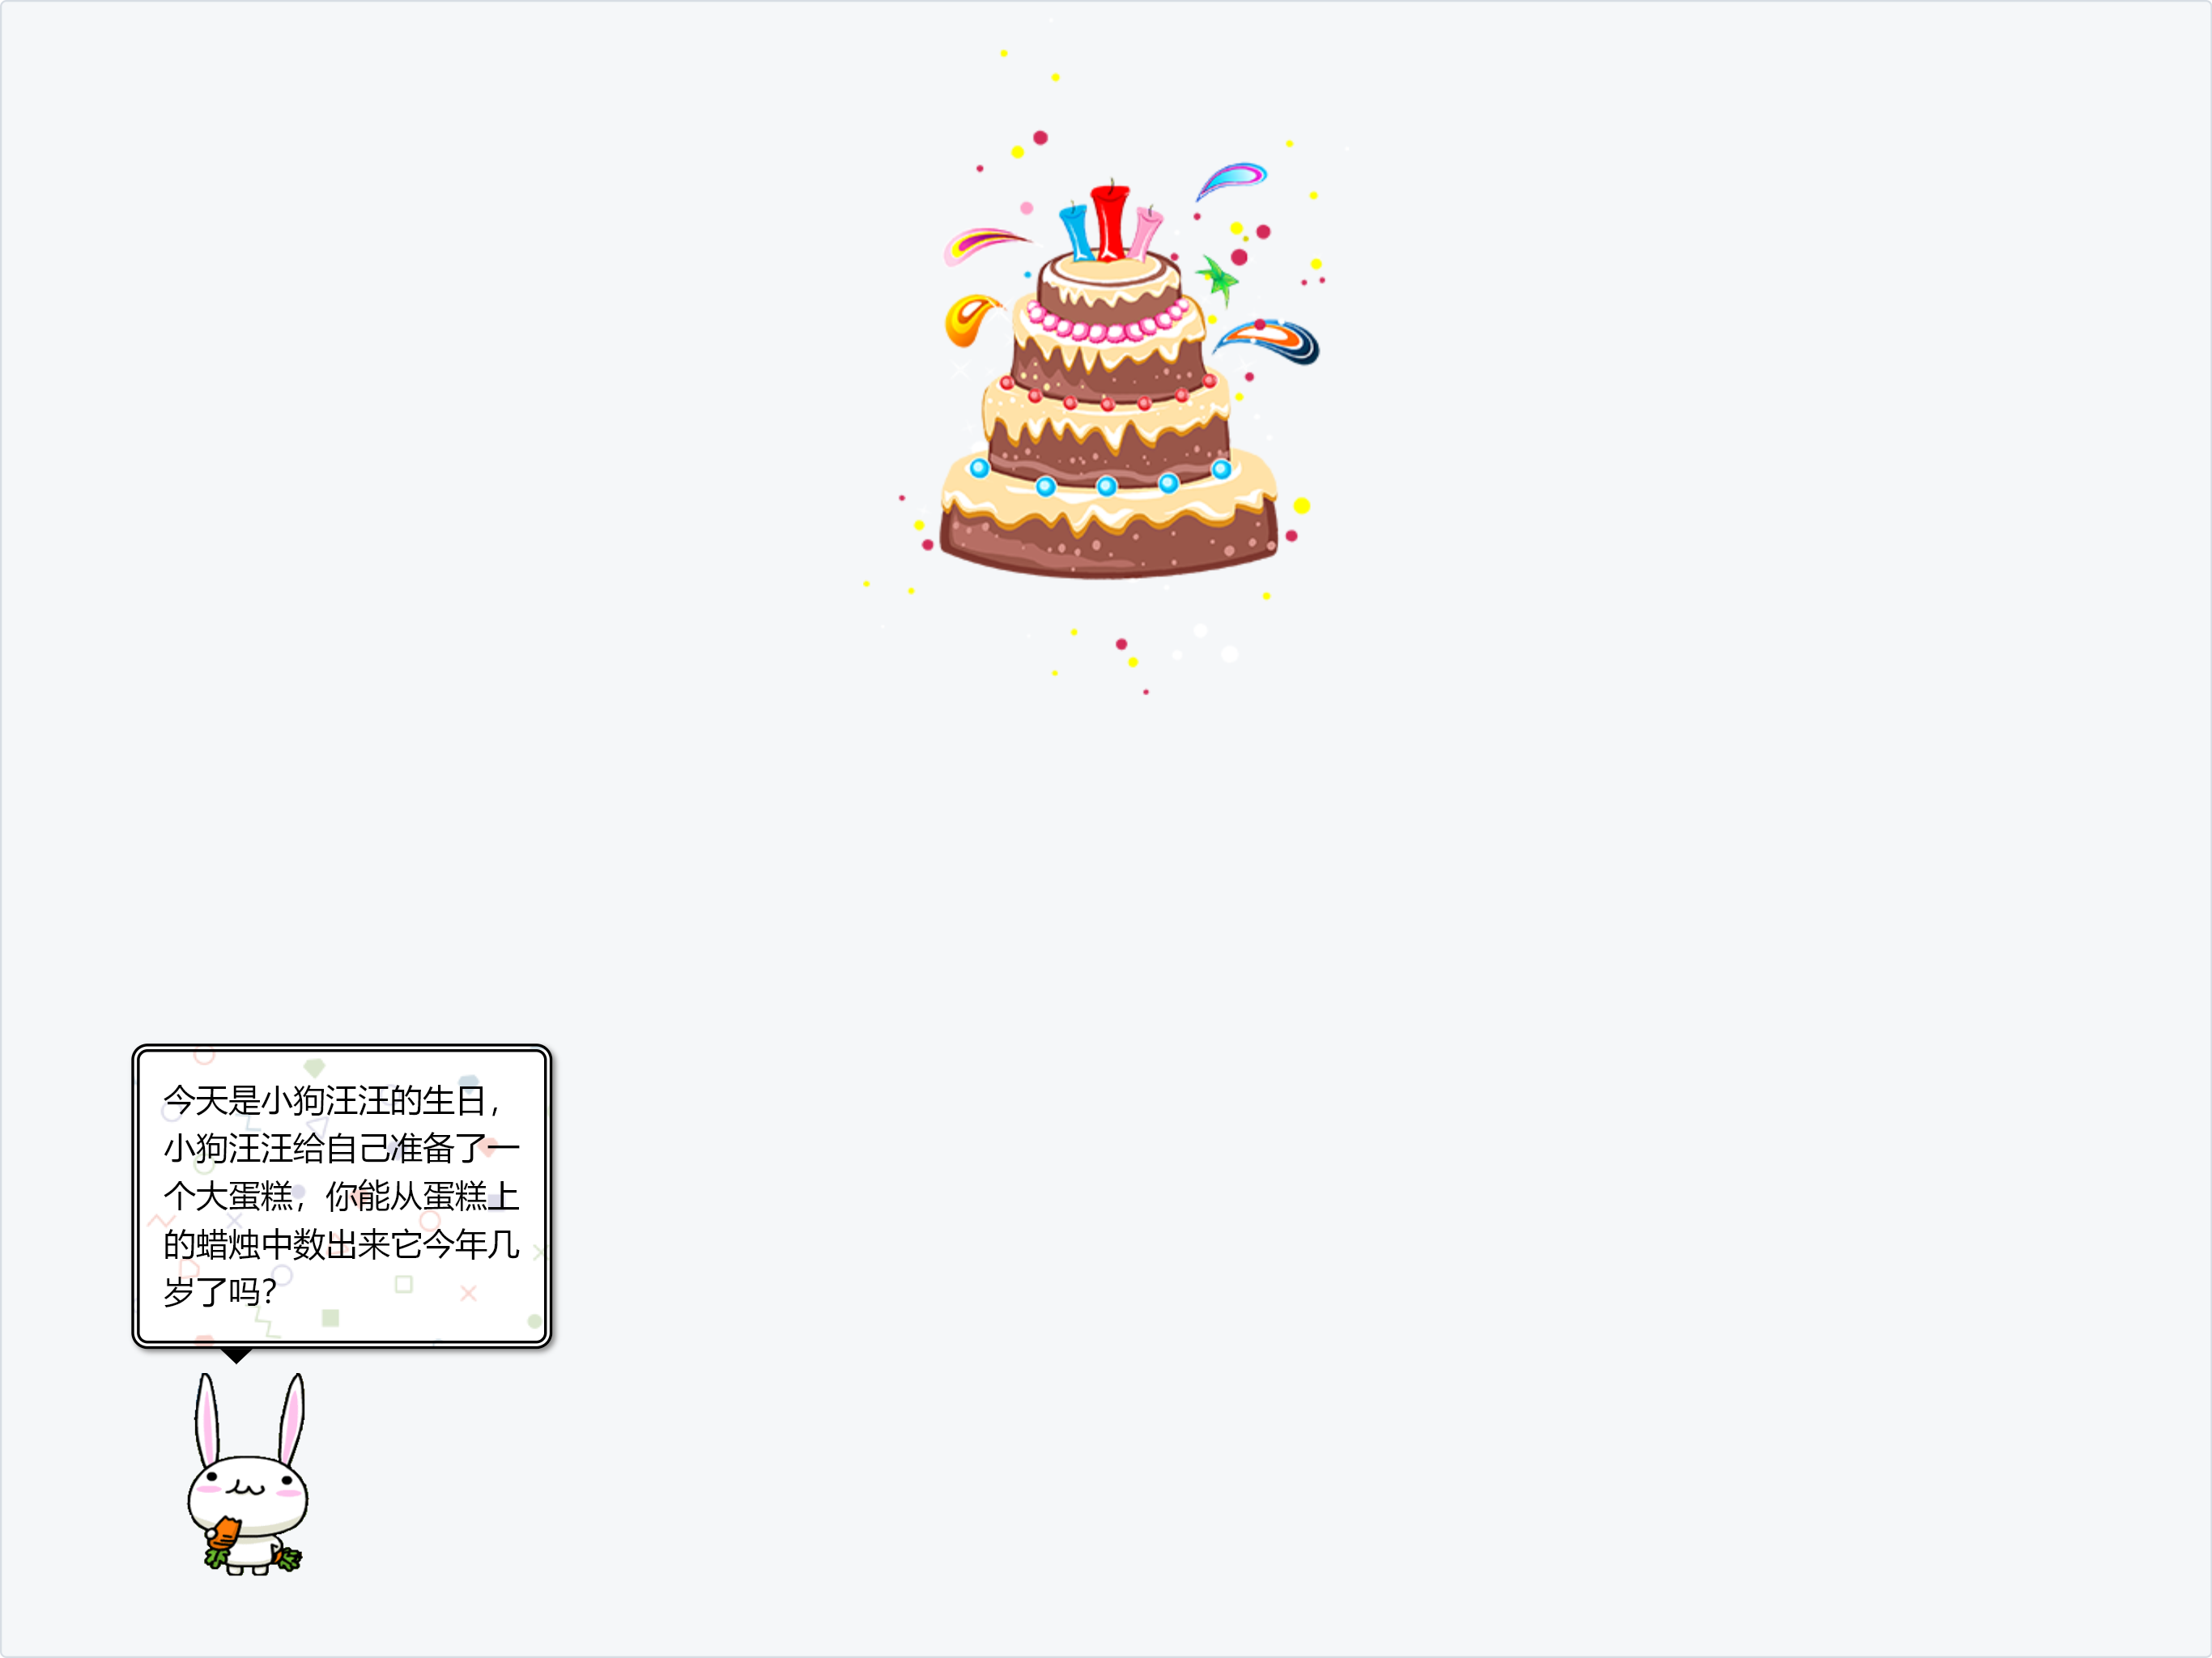 今天是小狗汪汪的生日，
小狗汪汪给自己准备了一
个大蛋糕，你能从蛋糕上
的蜡烛中数出来它今年几
岁了吗？